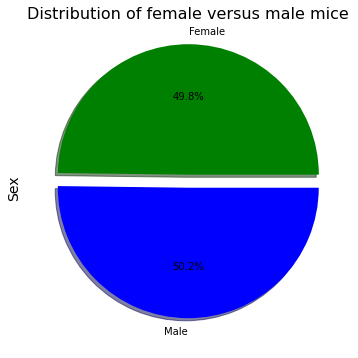 Distribution of female versus male mice
Female
49.8%
Sex
50.2%
Male